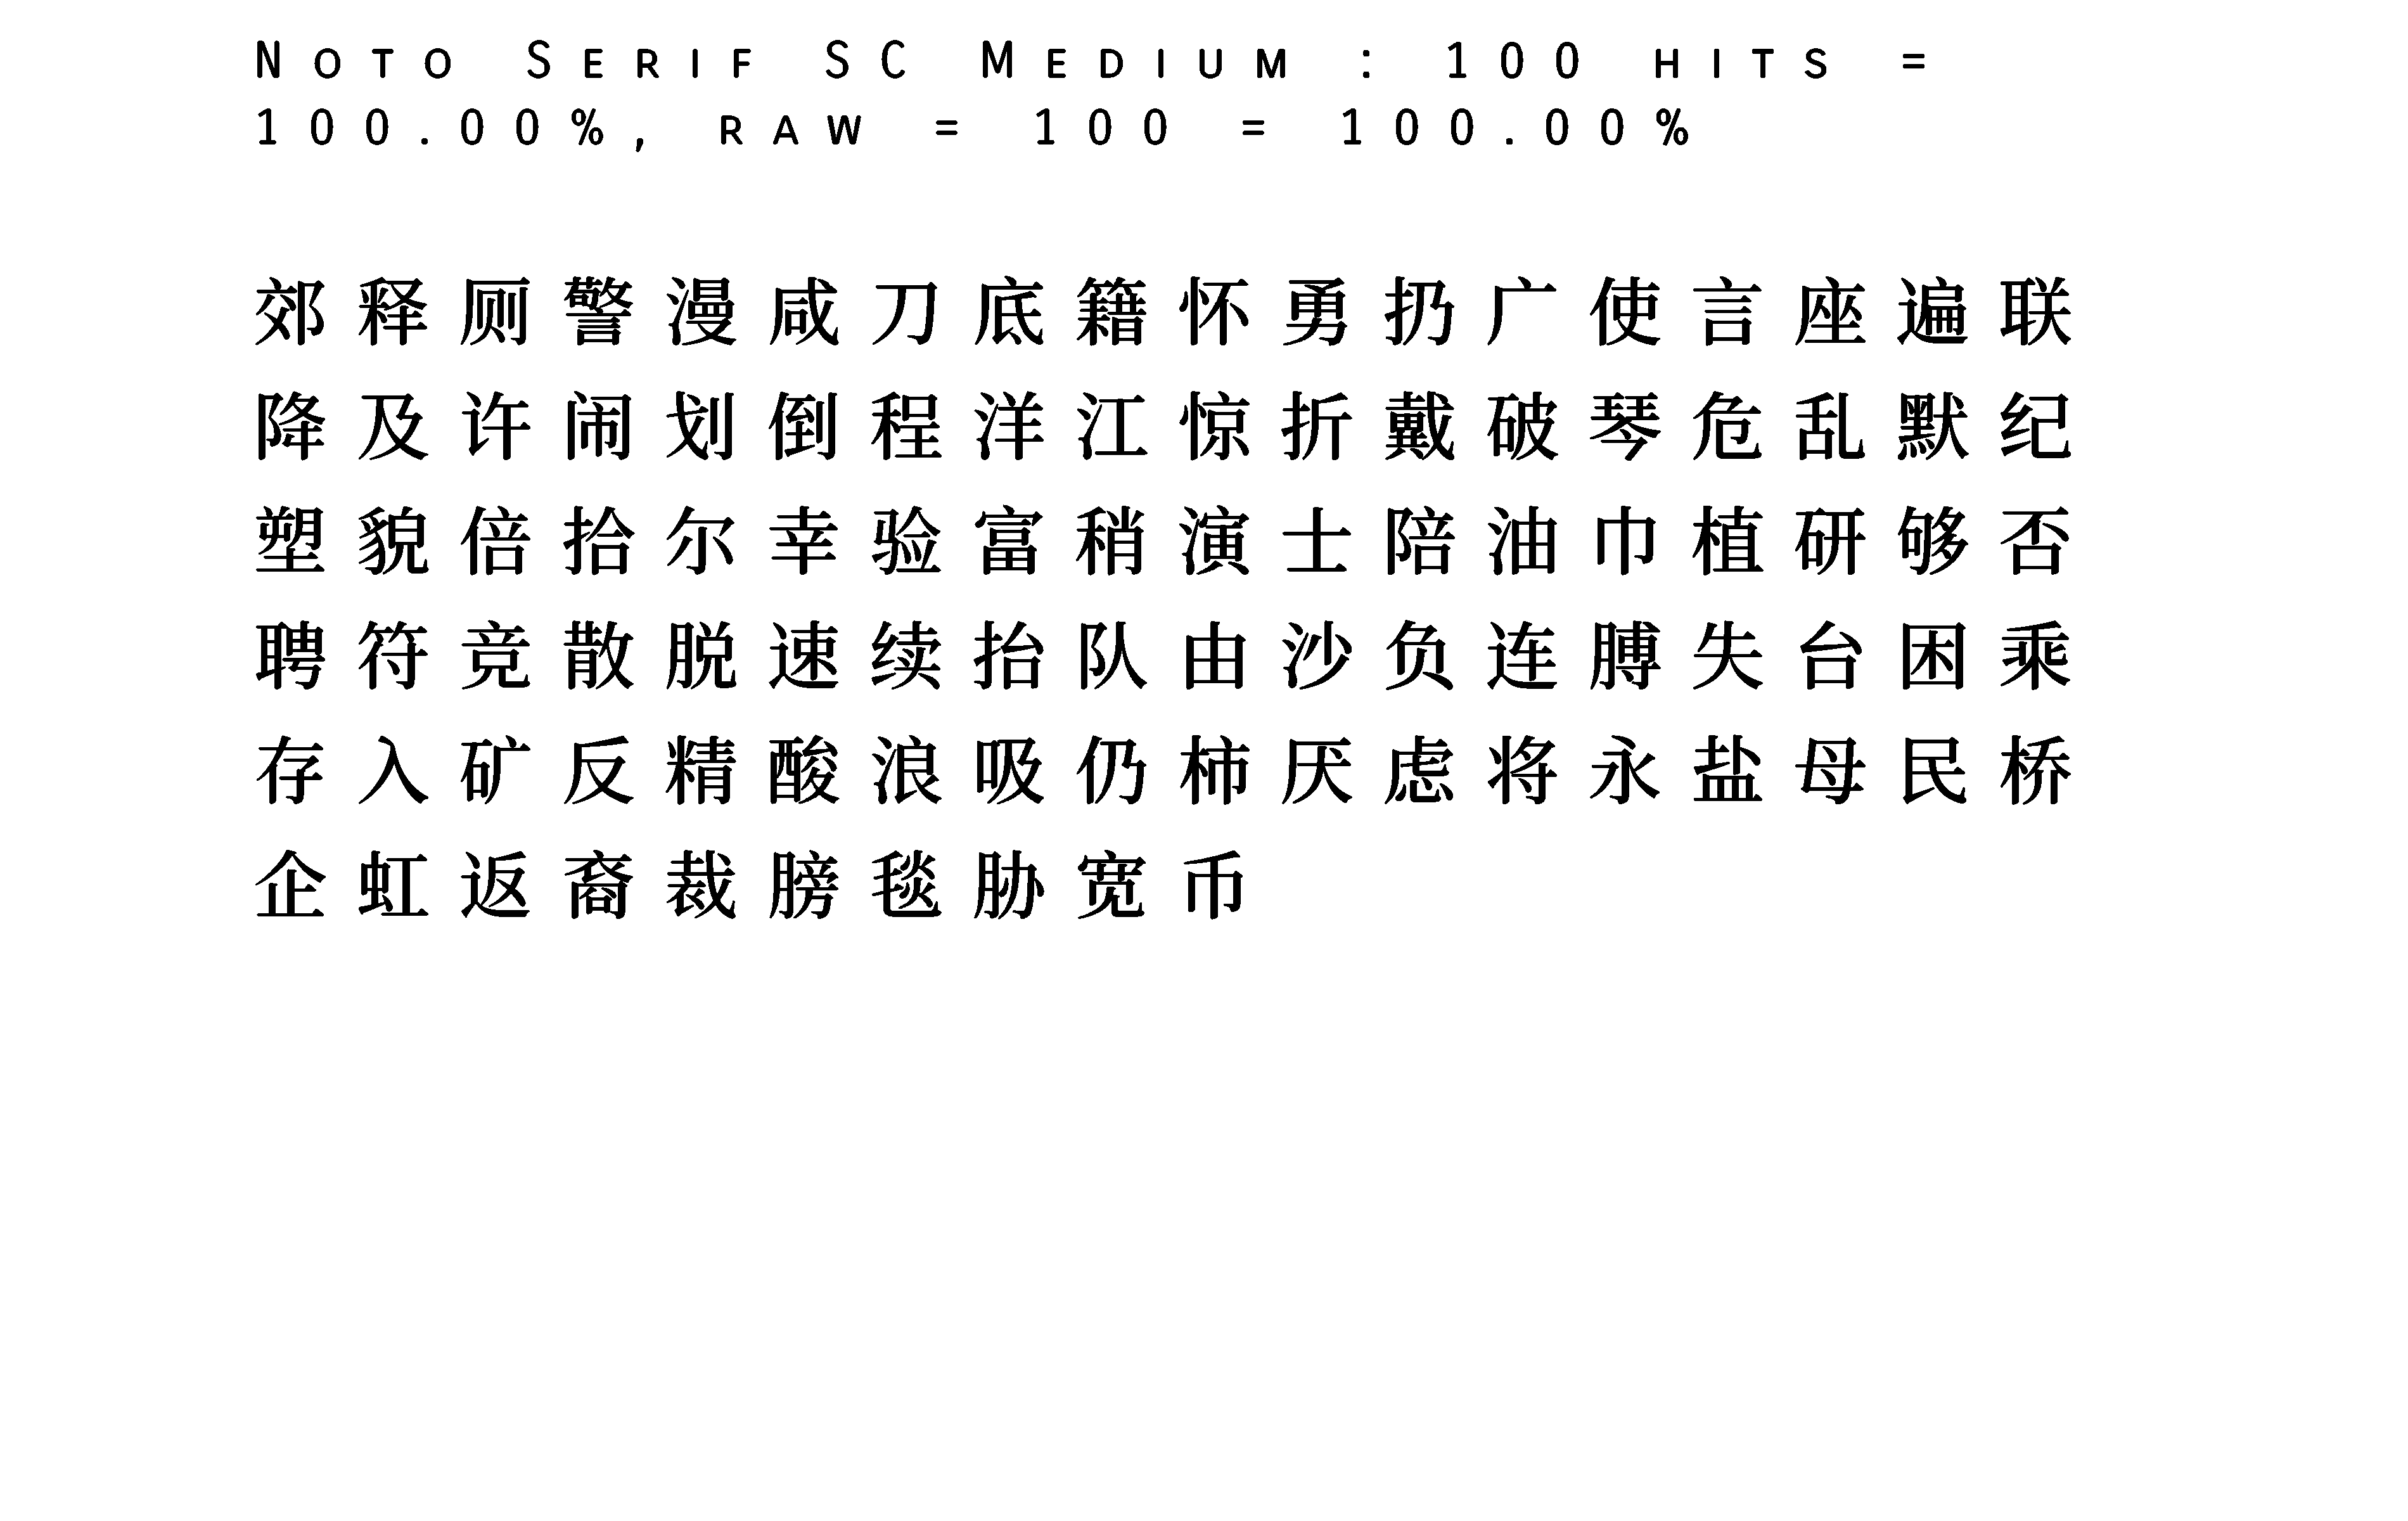 Noto Serif SC Medium : 100 hits =
100.00%, raw = 100 = 100.00%
郊释厕警漫咸刀底籍怀勇扔广使言座遍联
降及许闹划倒程洋江惊折戴破琴危乱默纪
塑貌倍拾尔幸验富稍演士陪油巾植研够否
聘符竞散脱速续抬队由沙负连膊失台困乘
存入矿反精酸浪吸仍柿厌虑将永盐母民桥
企虹返裔裁膀毯胁宽币